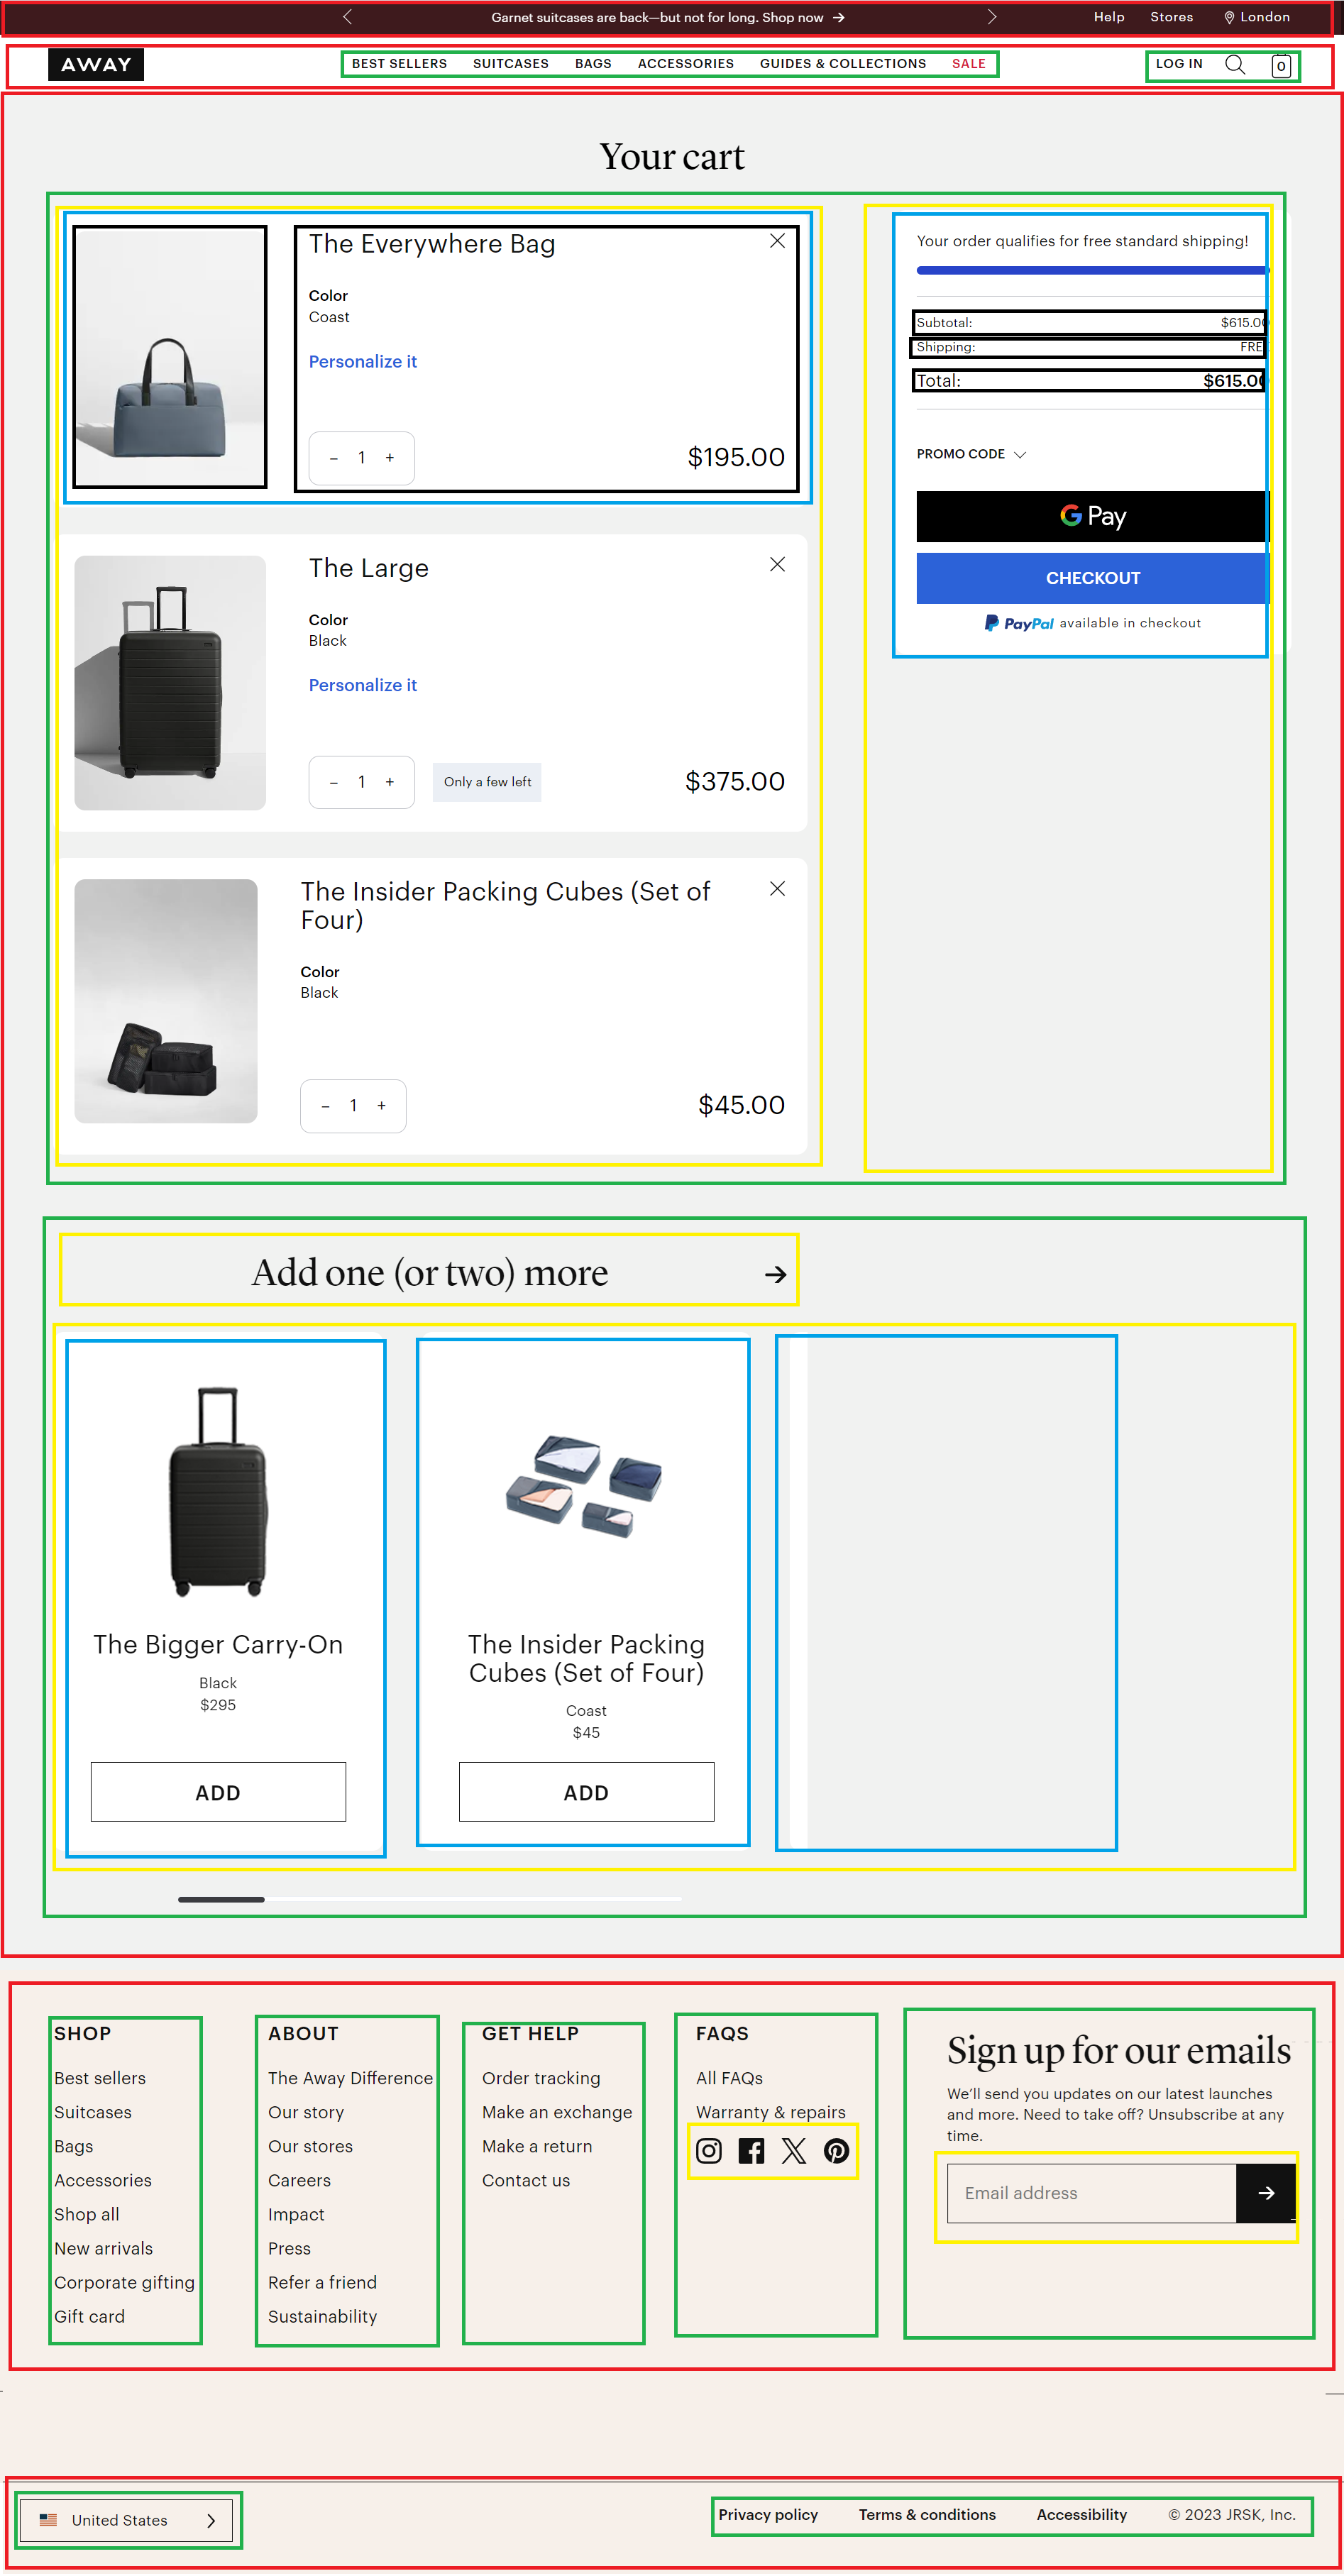 Garnet suitcases are back—but not for long. Shop now →
Help Stores London
AWAY
BEST SELLERS SUITCASES BAGS ACCESSORIES GUIDES & COLLECTIONS SALE
LOG IN 0
Your cart
The Everywhere Bag
Color
Coast
Personalize it
– 1 +
$195.00
The Large
Color
Black
Personalize it
– 1 +
Only a few left
$375.00
The Insider Packing Cubes (Set of
Four)
Color
Black
– 1 +
$45.00
Your order qualifies for free standard shipping!
Subtotal: $615.00
Shipping: FRE
Total: $615.00
PROMO CODE
G Pay
CHECKOUT
PayPal available in checkout
Add one (or two) more →
The Bigger Carry-On
Black
$295
ADD
The Insider Packing
Cubes (Set of Four)
Coast
$45
ADD
SHOP
Best sellers
Suitcases
Bags
Accessories
Shop all
New arrivals
Corporate gifting
Gift card
ABOUT
The Away Difference
Our story
Our stores
Careers
Impact
Press
Refer a friend
Sustainability
GET HELP
Order tracking
Make an exchange
Make a return
Contact us
FAQS
All FAQs
Warranty & repairs
Sign up for our emails
We’ll send you updates on our latest launches
and more. Need to take off? Unsubscribe at any
time.
Email address →
United States
Privacy policy Terms & conditions Accessibility © 2023 JRSK, Inc.